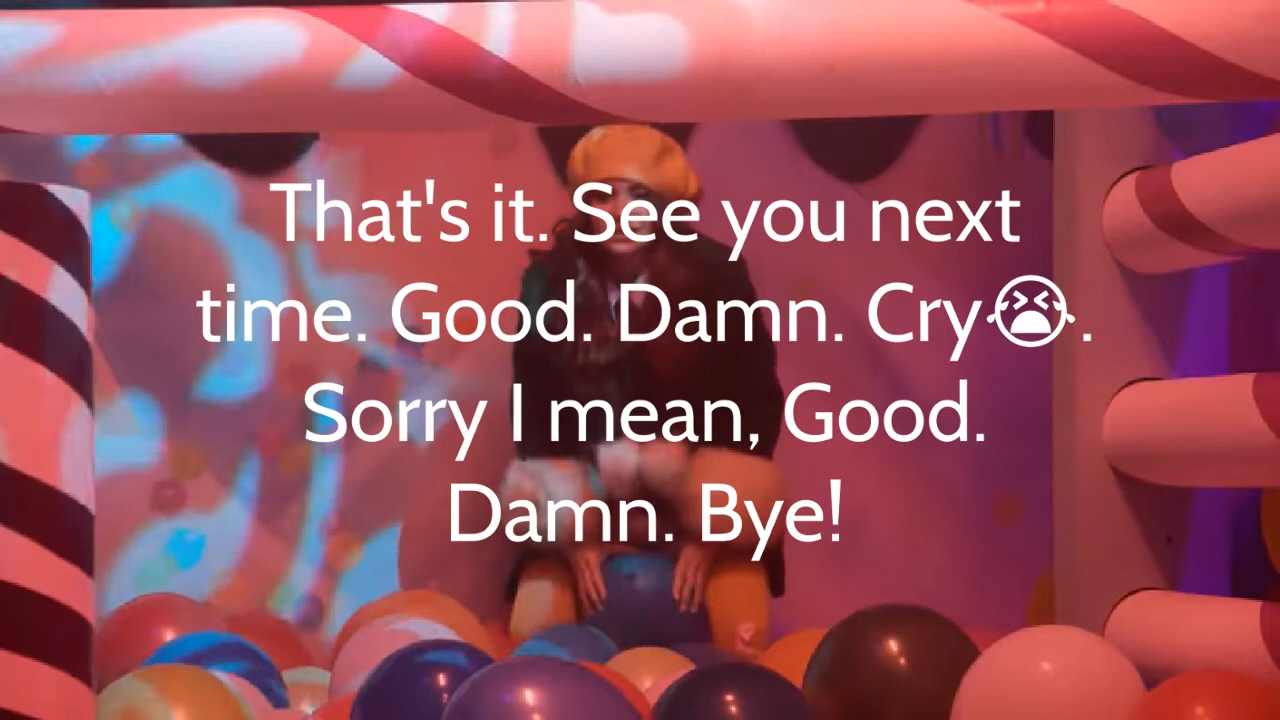 That's it. See you next
time. Good. Damn. Cry😭.
Sorry I mean, Good.
Damn. Bye!